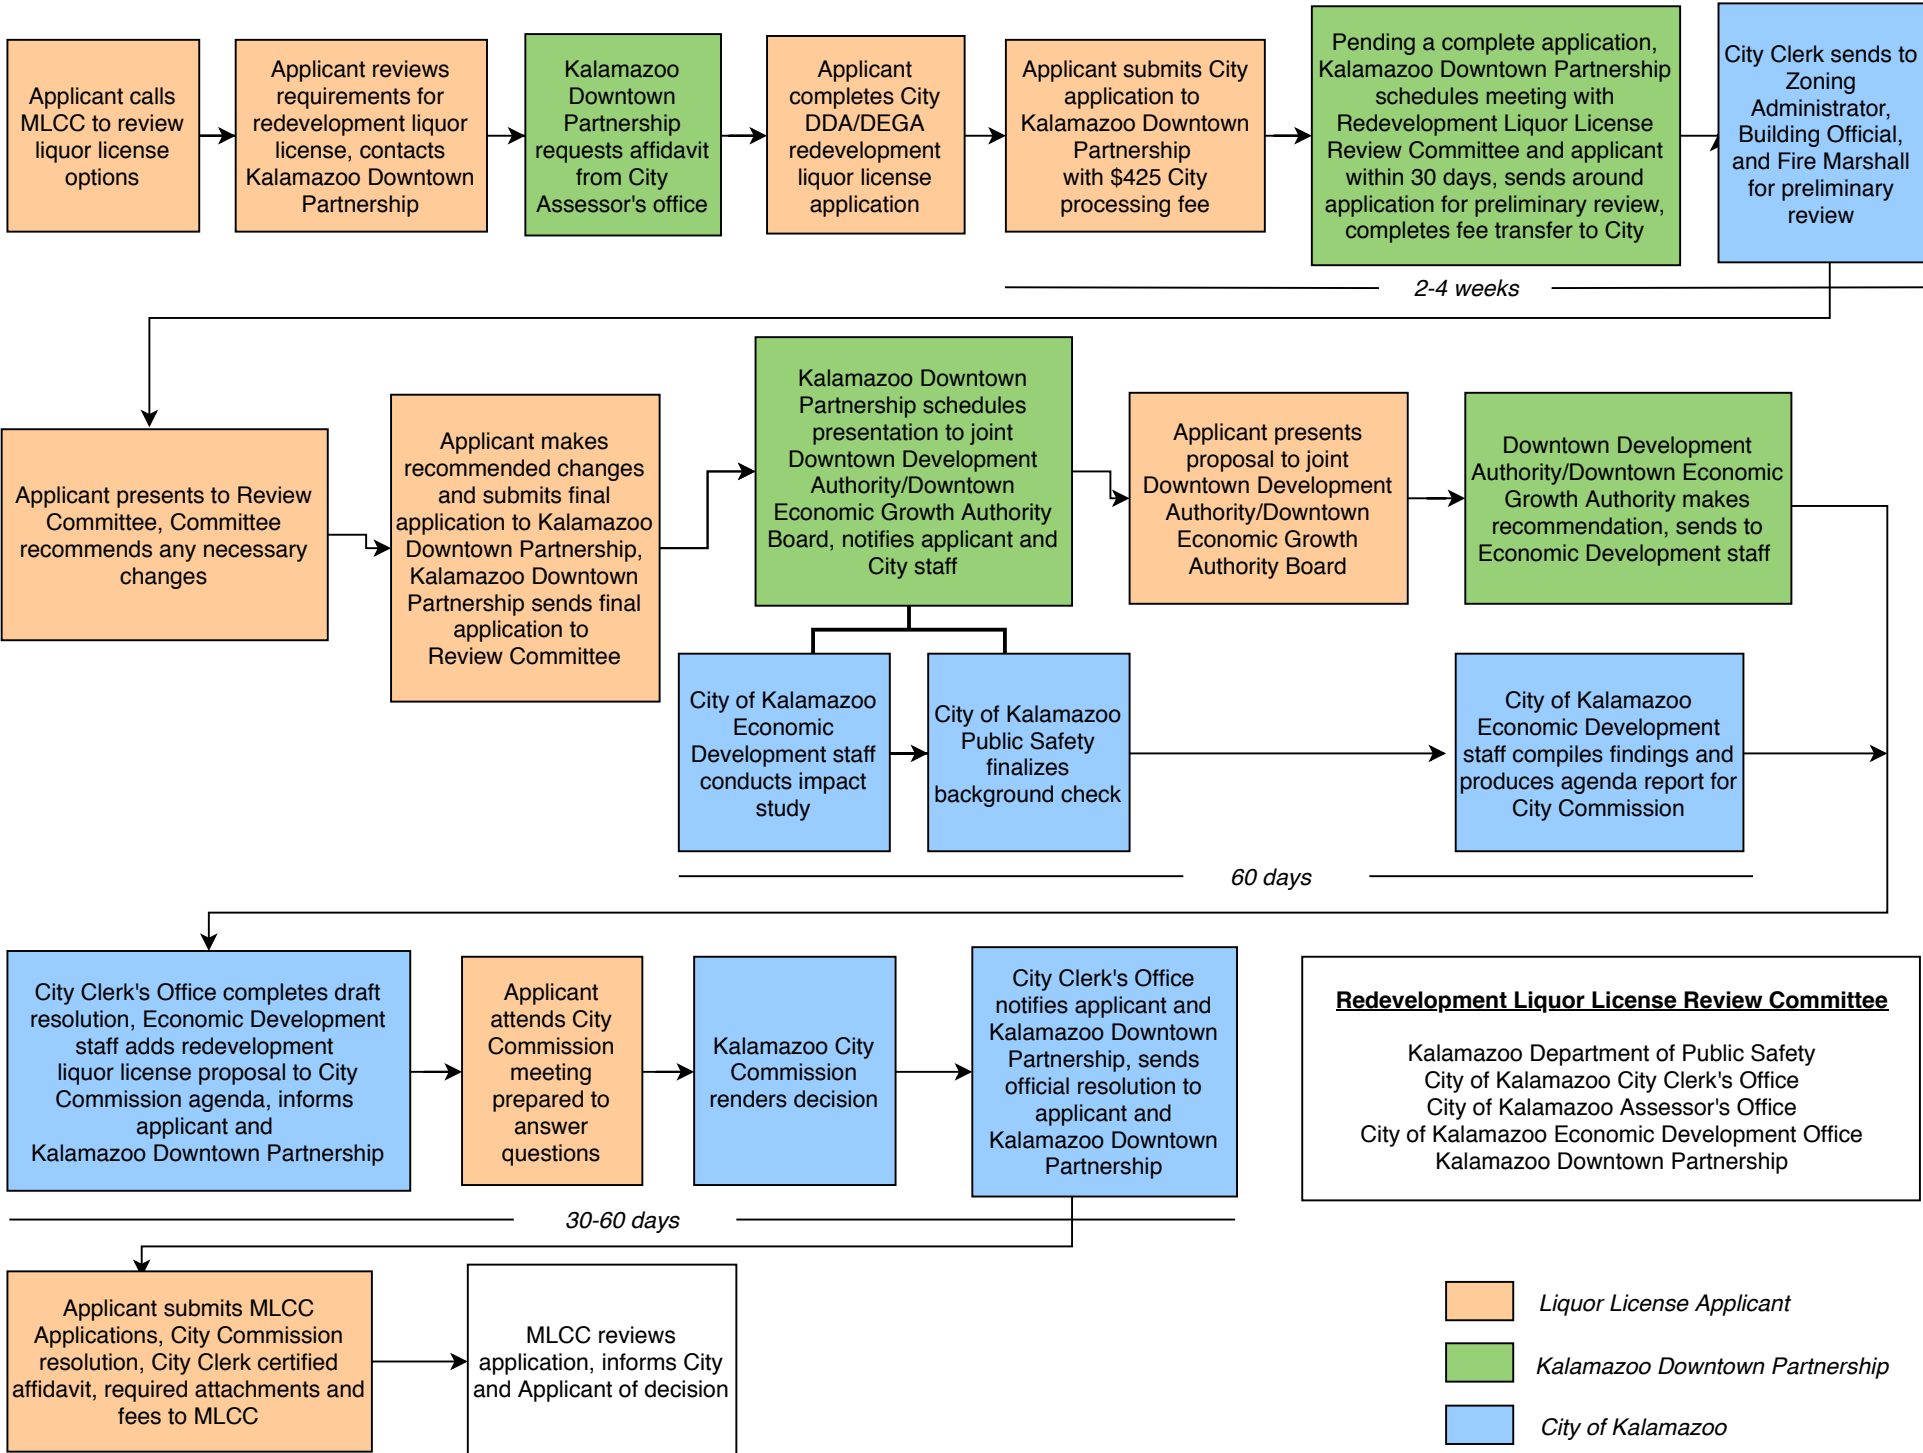 Applicant calls
MLCC to review
liquor license
options
Applicant reviews
requirements for
redevelopment liquor
license, contacts
Kalamazoo Downtown
Partnership
Kalamazoo
Downtown
Partnership
requests affidavit
from City
Assessor's office
Applicant
completes City
DDA/DEGA
redevelopment
liquor license
application
Applicant submits City
application to
Kalamazoo Downtown
Partnership
with $425 City
processing fee
Pending a complete application,
Kalamazoo Downtown Partnership
schedules meeting with
Redevelopment Liquor License
Review Committee and applicant
within 30 days, sends around
application for preliminary review,
completes fee transfer to City
City Clerk sends to
Zoning
Administrator,
Building Official,
and Fire Marshall
for preliminary
review
2-4 weeks
Applicant presents to Review
Committee, Committee
recommends any necessary
changes
Applicant makes
recommended changes
and submits final
application to Kalamazoo
Downtown Partnership,
Kalamazoo Downtown
Partnership sends final
application to
Review Committee
Kalamazoo Downtown
Partnership schedules
presentation to joint
Downtown Development
Authority/Downtown
Economic Growth Authority
Board, notifies applicant and
City staff
Applicant presents
proposal to joint
Downtown Development
Authority/Downtown
Economic Growth
Authority Board
Downtown Development
Authority/Downtown Economic
Growth Authority makes
recommendation, sends to
Economic Development staff
City of Kalamazoo
Economic
Development staff
conducts impact
study
City of Kalamazoo
Public Safety
finalizes
background check
City of Kalamazoo
Economic Development
staff compiles findings and
produces agenda report for
City Commission
60 days
City Clerk's Office completes draft
resolution, Economic Development
staff adds redevelopment
liquor license proposal to City
Commission agenda, informs
applicant and
Kalamazoo Downtown Partnership
Applicant
attends City
Commission
meeting
prepared to
answer
questions
Kalamazoo City
Commission
renders decision
City Clerk's Office
notifies applicant and
Kalamazoo Downtown
Partnership, sends
official resolution to
applicant and
Kalamazoo Downtown
Partnership
Redevelopment Liquor License Review Committee
Kalamazoo Department of Public Safety
City of Kalamazoo City Clerk's Office
City of Kalamazoo Assessor's Office
City of Kalamazoo Economic Development Office
Kalamazoo Downtown Partnership
30-60 days
Applicant submits MLCC
Applications, City Commission
resolution, City Clerk certified
affidavit, required attachments and
fees to MLCC
MLCC reviews
application, informs City
and Applicant of decision
Liquor License Applicant
Kalamazoo Downtown Partnership
City of Kalamazoo